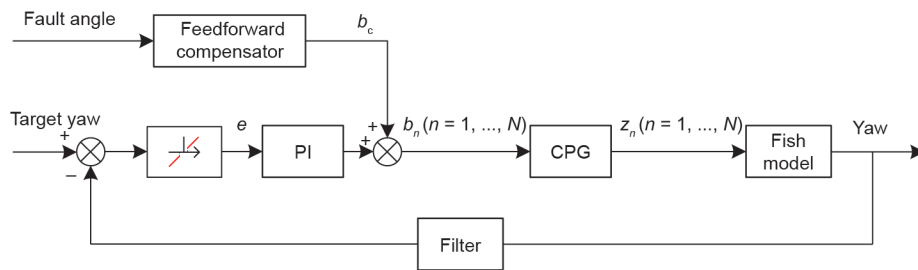 Fault angle
Feedforward
compensator
b_c
Target yaw
+
−
e
PI
+
+
b_n (n = 1, ..., N)
CPG
z_n (n = 1, ..., N)
Fish
model
Yaw
Filter